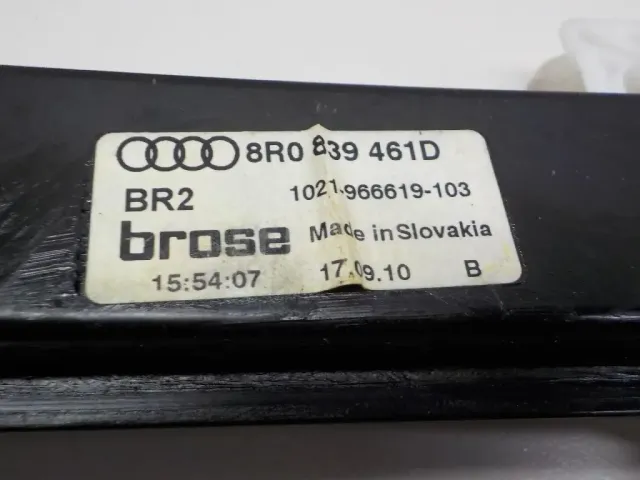 8R0 839 461D
BR2 1021-966619-103
brose Made in Slovakia
15:54:07 17.09.10 B